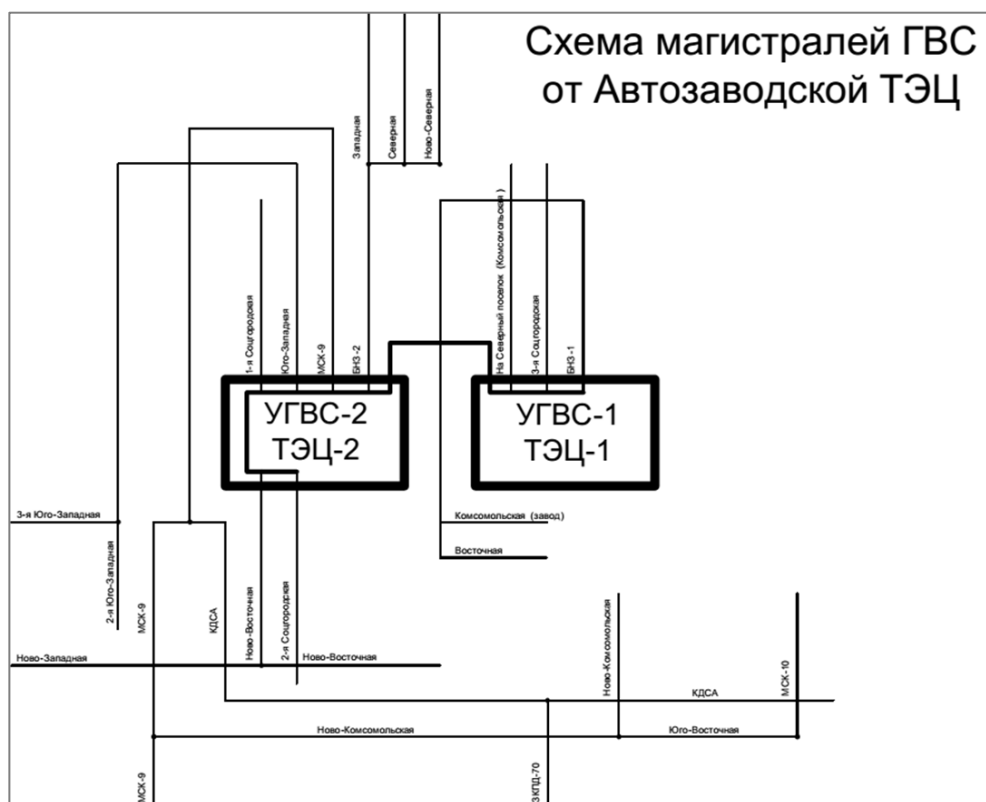 Схема магистралей ГВС
от Автозаводской ТЭЦ
Западная
Северная
Ново-Северная
1-я Соцгородская
Юго-Западная
МСК-9
БНЗ-2
На Северный поселок (Комсомольская )
3-я Соцгородская
БНЗ-1
УГВС-2
ТЭЦ-2
УГВС-1
ТЭЦ-1
3-я Юго-Западная
Комсомольская (завод)
Восточная
2-я Юго-Западная
МСК-9
КДСА
Ново-Восточная
2-я Соцгородская
Ново-Западная
Ново-Восточная
Ново-Комсомольская
КДСА
МСК-10
Ново-Комсомольская
Юго-Восточная
МСК-9
ЗКПД-70